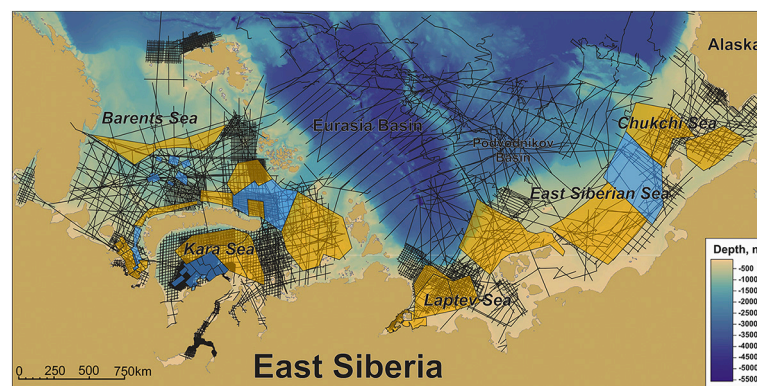 Alaska
Barents Sea
Eurasia Basin
Chukchi Sea
Podvodnikov
Basin
East Siberian Sea
Kara Sea
Laptev Sea
East Siberia
0 250 500 750km
Depth, m
-500
-1000
-1500
-2000
-2500
-3000
-3500
-4000
-4500
-5000
-5500